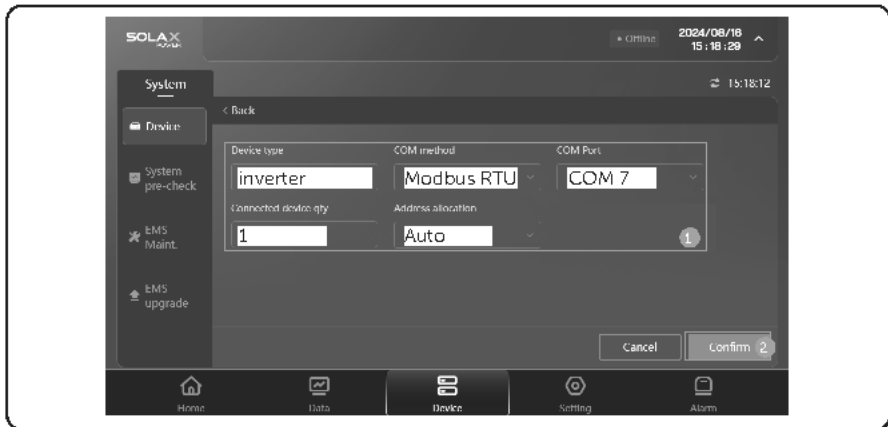 SOLAX
POWER
• Offline
2024/08/16
15:18:29
System
15:18:12
< Back
Device
Device type
COM method
COM Port
inverter
Modbus RTU
COM 7
System
pre-check
Connected device qty
Address allocation
1
Auto
1
EMS
Maint.
EMS
upgrade
Cancel
Confirm
2
Home
Data
Device
Setting
Alarm